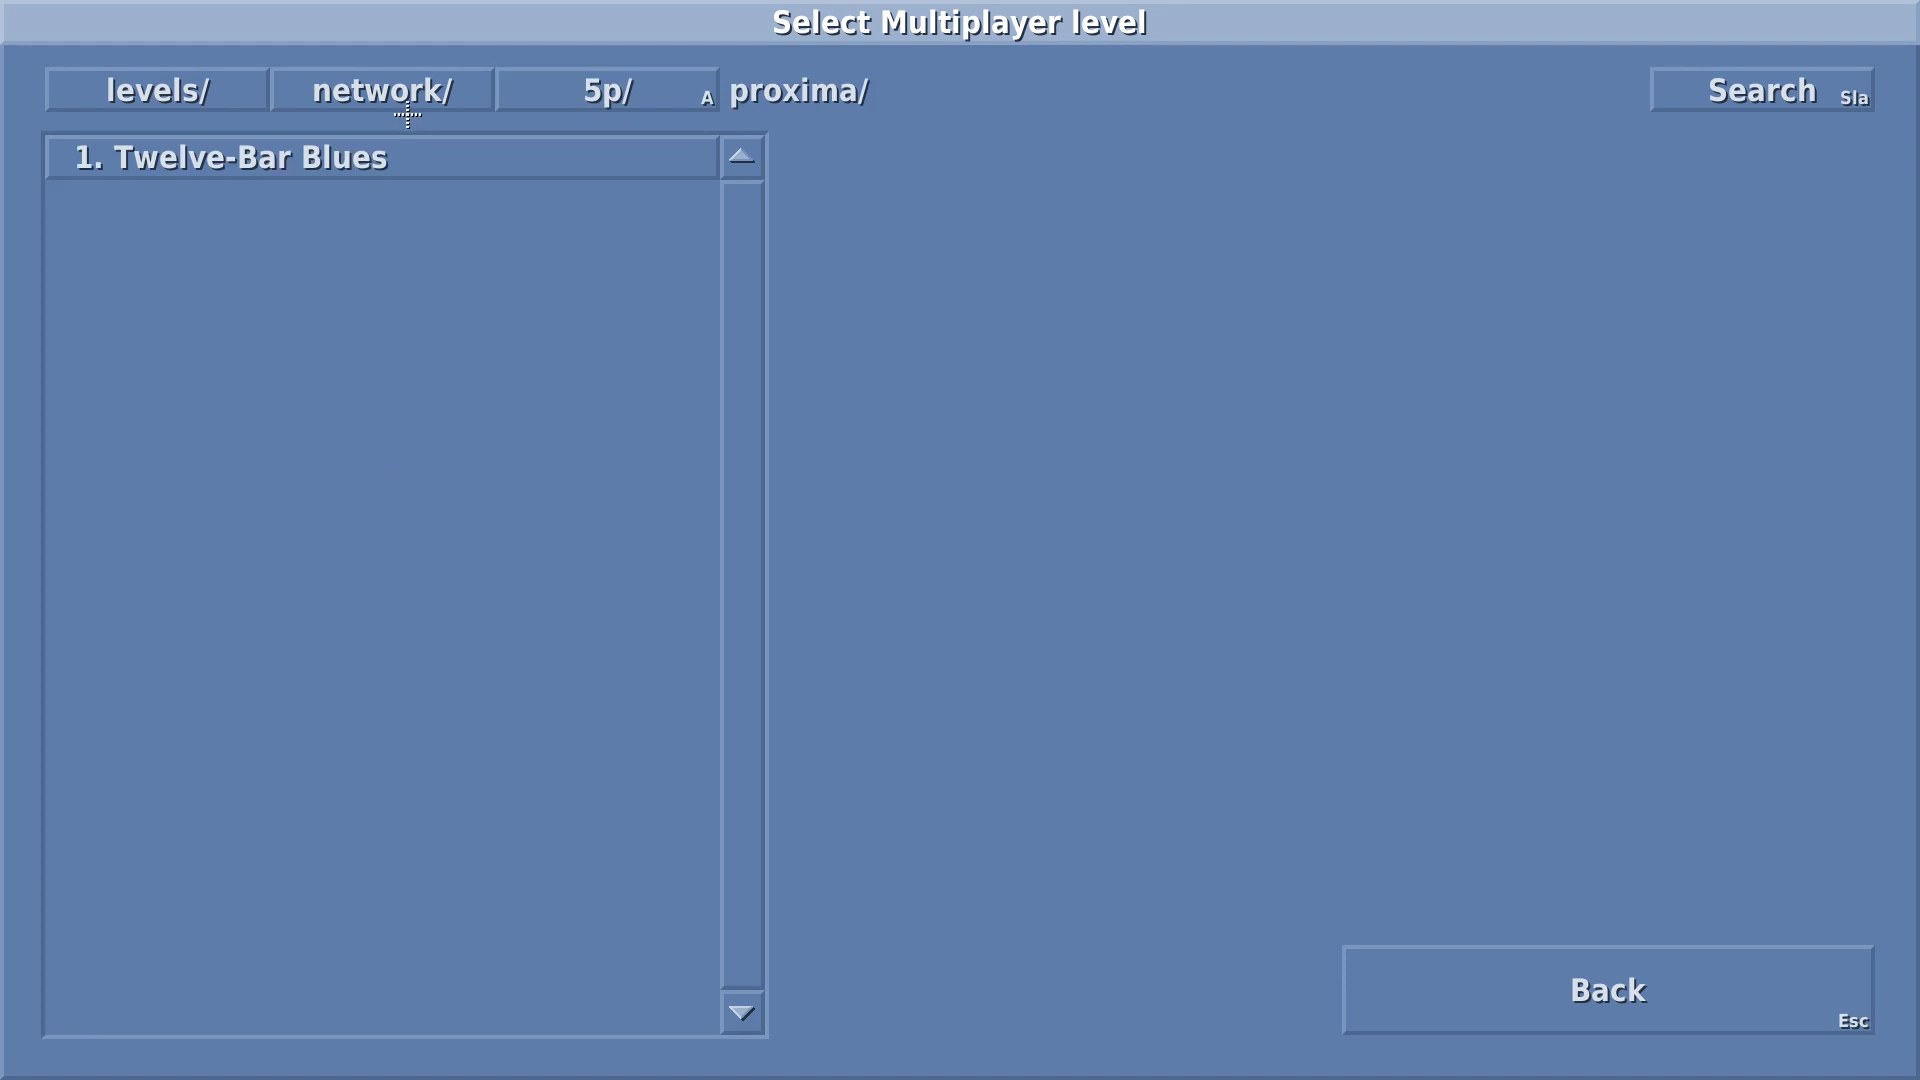 Select Multiplayer level
levels/ network/ 5p/ A proxima/ Search Sla
1. Twelve-Bar Blues
Back
Esc